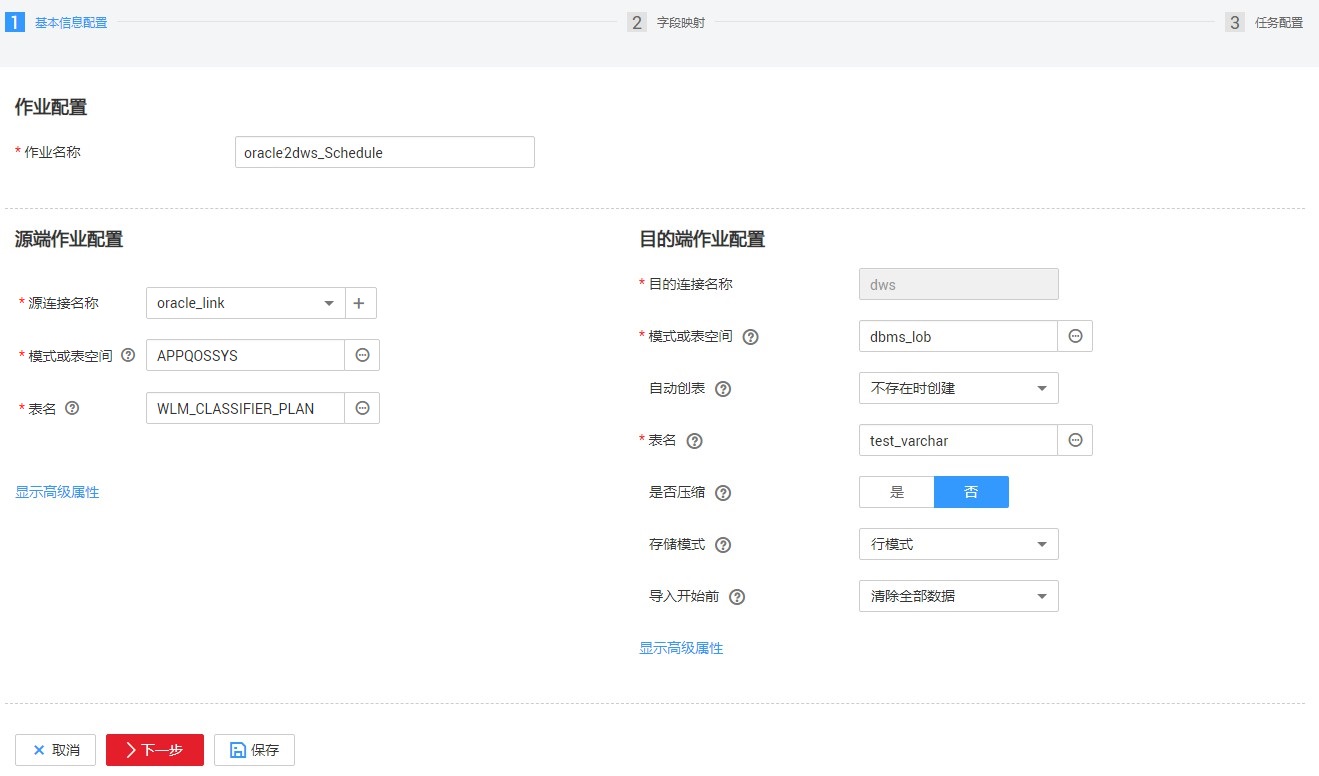 1 基本信息配置
2 字段映射
3 任务配置
作业配置
* 作业名称 oracle2dws_Schedule
源端作业配置
* 源连接名称 oracle_link +
* 模式或表空间 ? APPQOSSYS
* 表名 ? WLM_CLASSIFIER_PLAN
显示高级属性
目的端作业配置
* 目的连接名称 dws
* 模式或表空间 ? dbms_lob
自动创表 ? 不存在时创建
* 表名 ? test_varchar
是否压缩 ? 是 否
存储模式 ? 行模式
导入开始前 ? 清除全部数据
显示高级属性
取消 下一步 保存